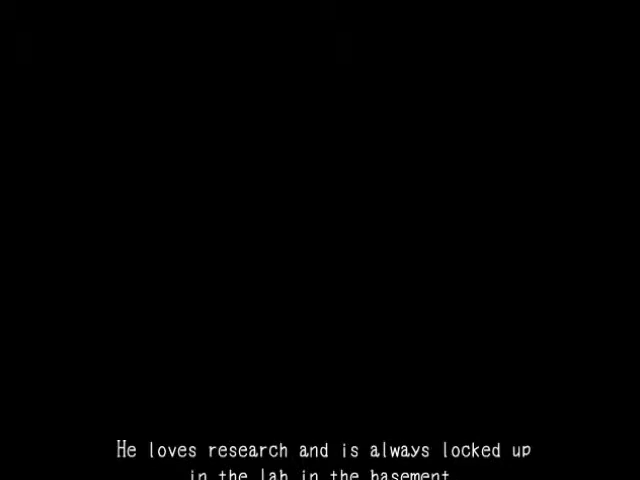 He loves research and is always locked up
in the lab in the basement